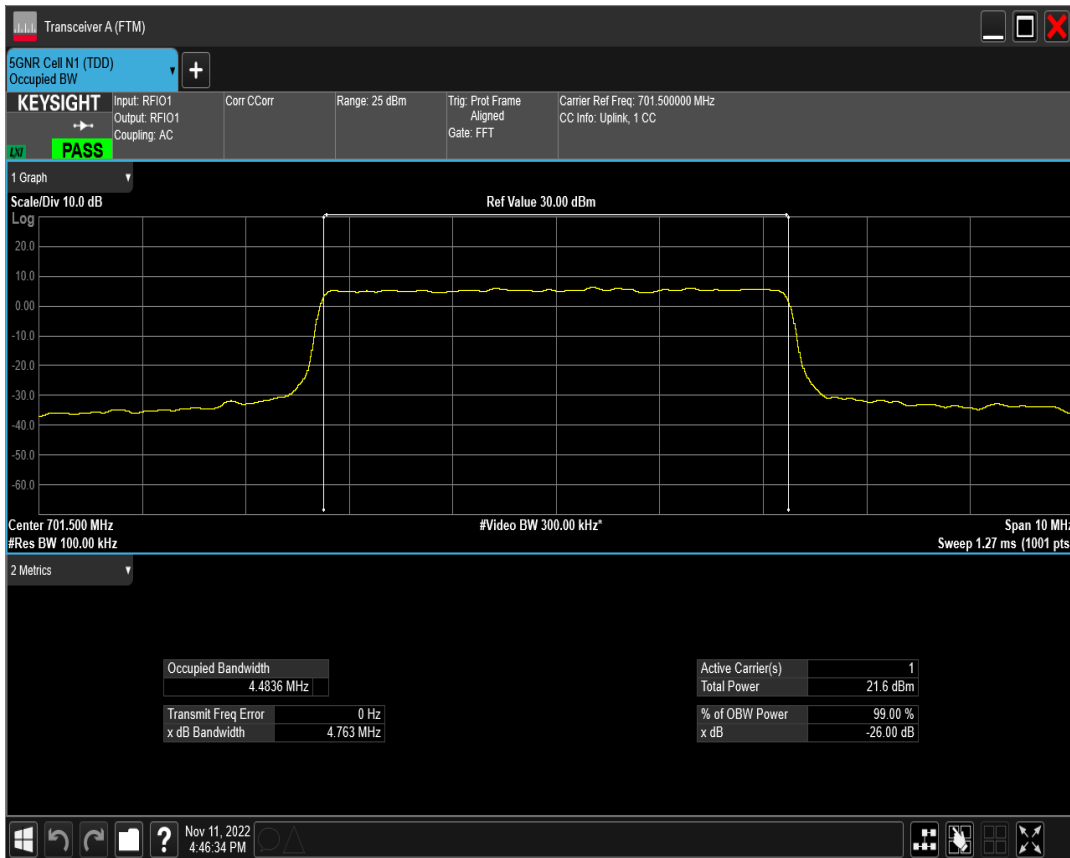 Transceiver A (FTM)
5GNR Cell N1 (TDD)
Occupied BW
+
KEYSIGHT
LXI
PASS
Input: RFIO1
Output: RFIO1
Coupling: AC
Corr CCorr
Range: 25 dBm
Trig: Prot Frame
Aligned
Gate: FFT
Carrier Ref Freq: 701.500000 MHz
CC Info: Uplink, 1 CC
1 Graph
Scale/Div 10.0 dB
Ref Value 30.00 dBm
Log
20.0
10.0
0.00
-10.0
-20.0
-30.0
-40.0
-50.0
-60.0
Center 701.500 MHz
#Video BW 300.00 kHz*
Span 10 MHz
#Res BW 100.00 kHz
Sweep 1.27 ms (1001 pts
2 Metrics
Occupied Bandwidth
4.4836 MHz
Transmit Freq Error 0 Hz
x dB Bandwidth 4.763 MHz
Active Carrier(s) 1
Total Power 21.6 dBm
% of OBW Power 99.00 %
x dB -26.00 dB
?
Nov 11, 2022
4:46:34 PM